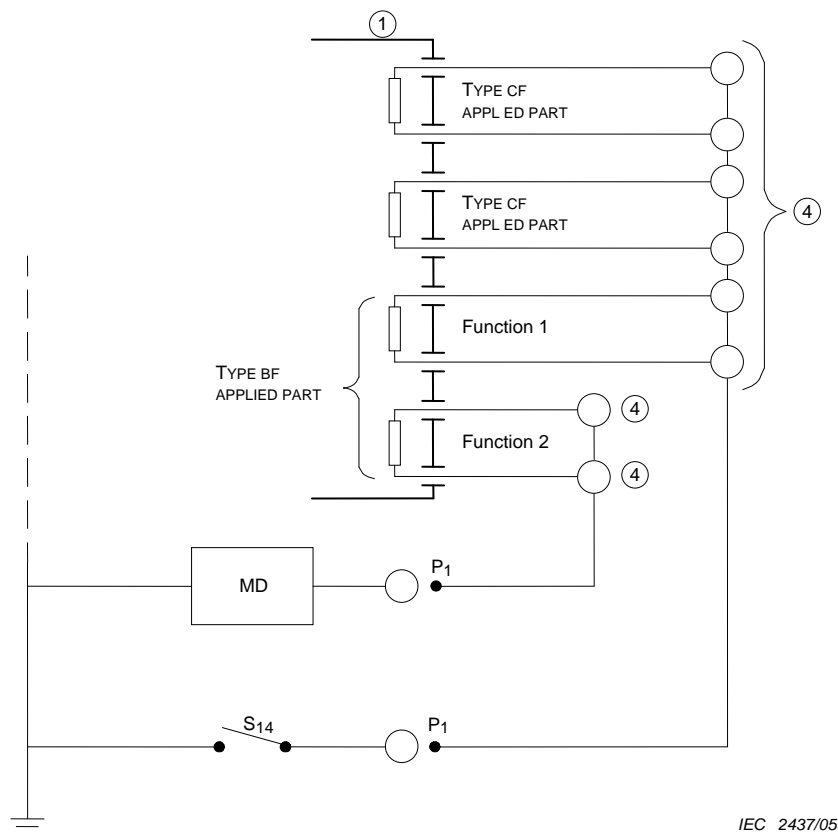 1
TYPE CF
APPL ED PART
4
TYPE CF
APPL ED PART
Function 1
TYPE BF
APPLIED PART
4
Function 2
4
MD
P1
S14
P1
IEC 2437/05